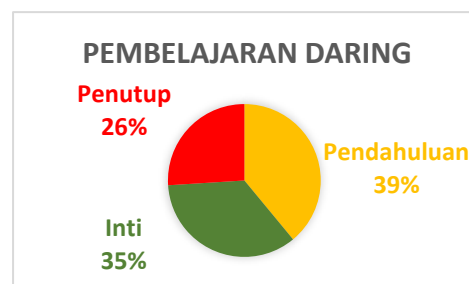 PEMBELAJARAN DARING
Penutup
26%
Pendahuluan
39%
Inti
35%